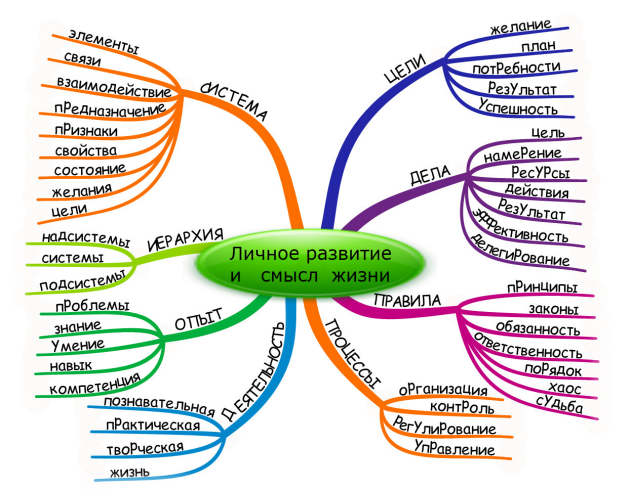 Личное развитие
и смысл жизни
СИСТЕМА
элементы
связи
взаимодействие
пРедназначение
пРизнаки
свойства
состояние
желания
цели
ИЕРАРХИЯ
надсистемы
системы
подсистемы
ОПЫТ
пРоблемы
знание
Умение
навык
компетенция
ДЕЯТЕЛЬНОСТЬ
познавательная
пРактическая
твоРческая
жизнь
ЦЕЛИ
желание
план
потРебности
РезУльтат
Успешность
ДЕЛА
цель
намеРение
РесУРсы
действия
РезУльтат
эффективность
делегиРование
ПРАВИЛА
пРинципы
законы
обязанность
ответственность
поРядок
хаос
сУдьба
ПРОЦЕССЫ
оРганизация
контРоль
РегУлиРование
УпРавление